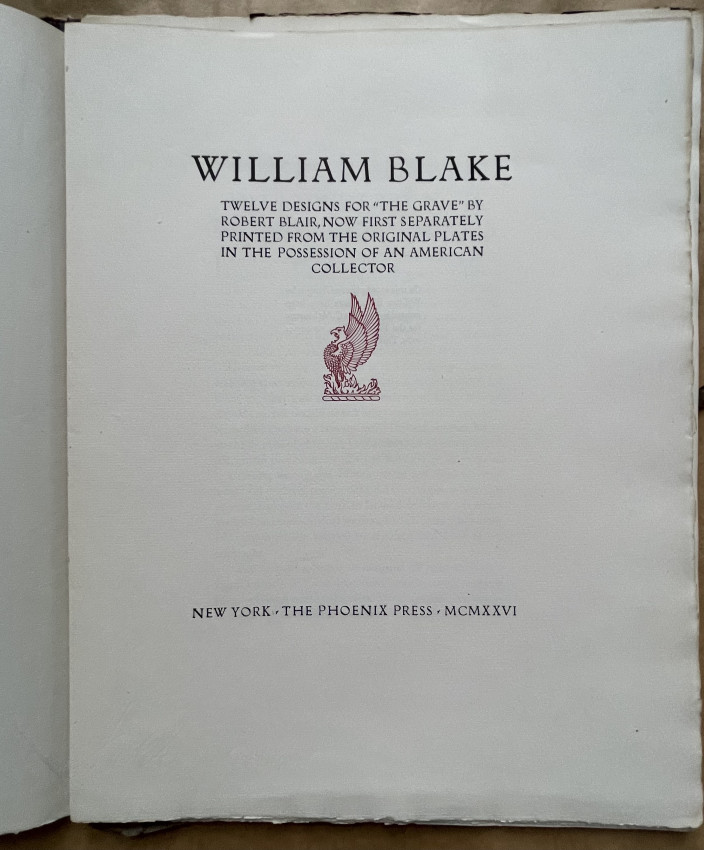 WILLIAM BLAKE
TWELVE DESIGNS FOR "THE GRAVE" BY
ROBERT BLAIR, NOW FIRST SEPARATELY
PRINTED FROM THE ORIGINAL PLATES
IN THE POSSESSION OF AN AMERICAN
COLLECTOR
NEW YORK · THE PHOENIX PRESS · MCMXXVI